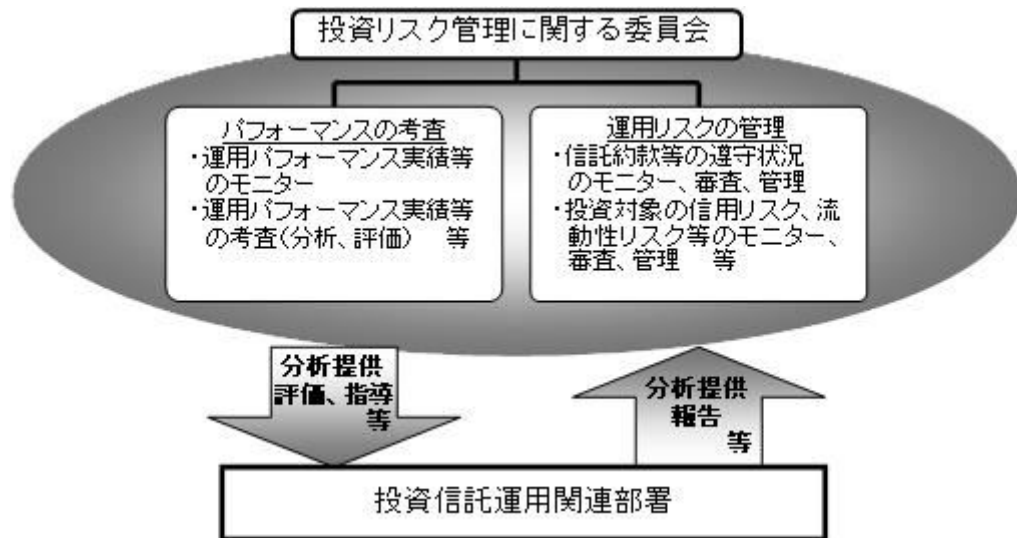 投資リスク管理に関する委員会
パフォーマンスの考査
・運用パフォーマンス実績等
のモニター
・運用パフォーマンス実績等
の考査(分析、評価) 等
運用リスクの管理
・信託約款等の遵守状況
のモニター、審査、管理
・投資対象の信用リスク、流
動性リスク等のモニター、
審査、管理 等
分析提供
評価、指導
等
分析提供
報告
等
投資信託運用関連部署